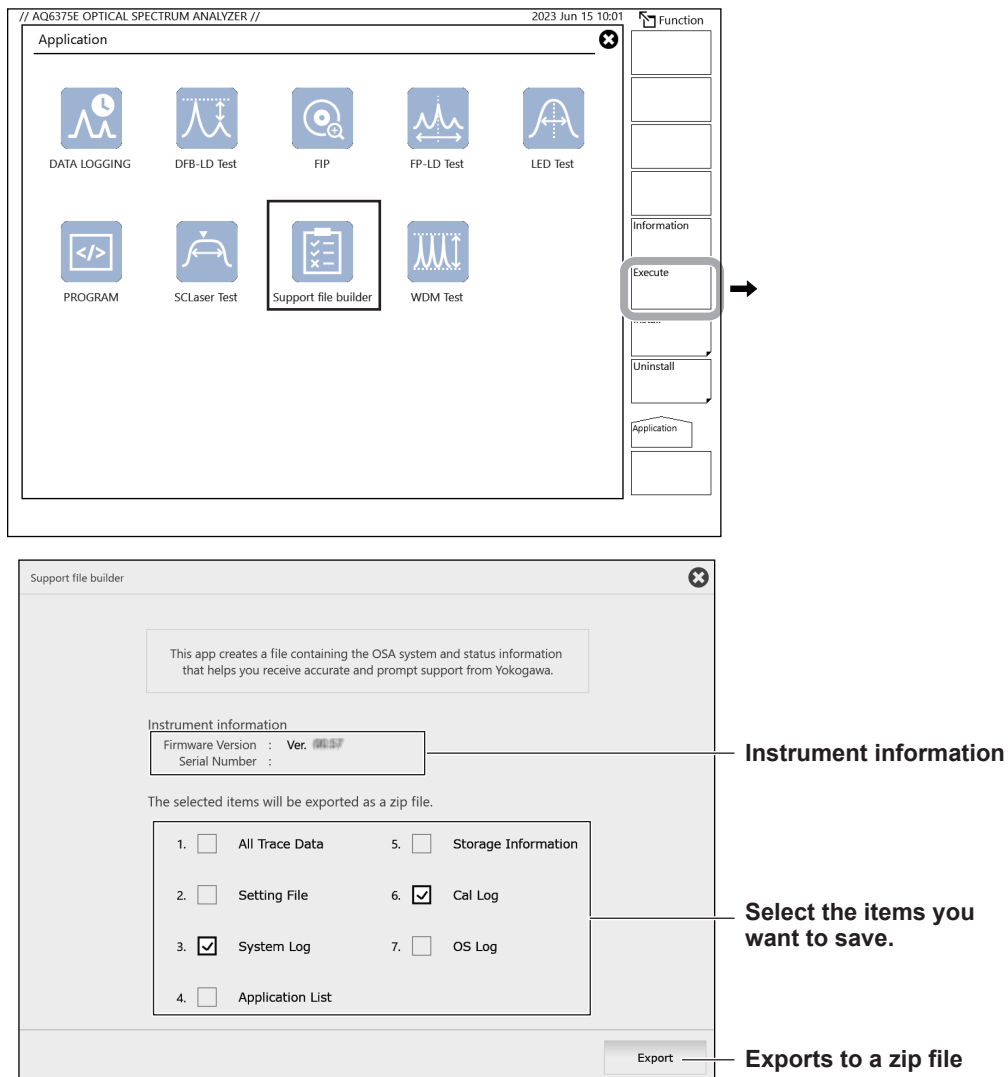 // AQ6375E OPTICAL SPECTRUM ANALYZER // 2023 Jun 15 10:01
Function
Application
DATA LOGGING DFB-LD Test FIP FP-LD Test LED Test
Information
Execute
PROGRAM SCLaser Test Support file builder WDM Test
Uninstall
Application
Support file builder
This app creates a file containing the OSA system and status information
that helps you receive accurate and prompt support from Yokogawa.
Instrument information
Firmware Version : Ver.
Serial Number :
Instrument information
The selected items will be exported as a zip file.
1. All Trace Data 5. Storage Information
2. Setting File 6. Cal Log
3. System Log 7. OS Log
4. Application List
Select the items you
want to save.
Export
Exports to a zip file